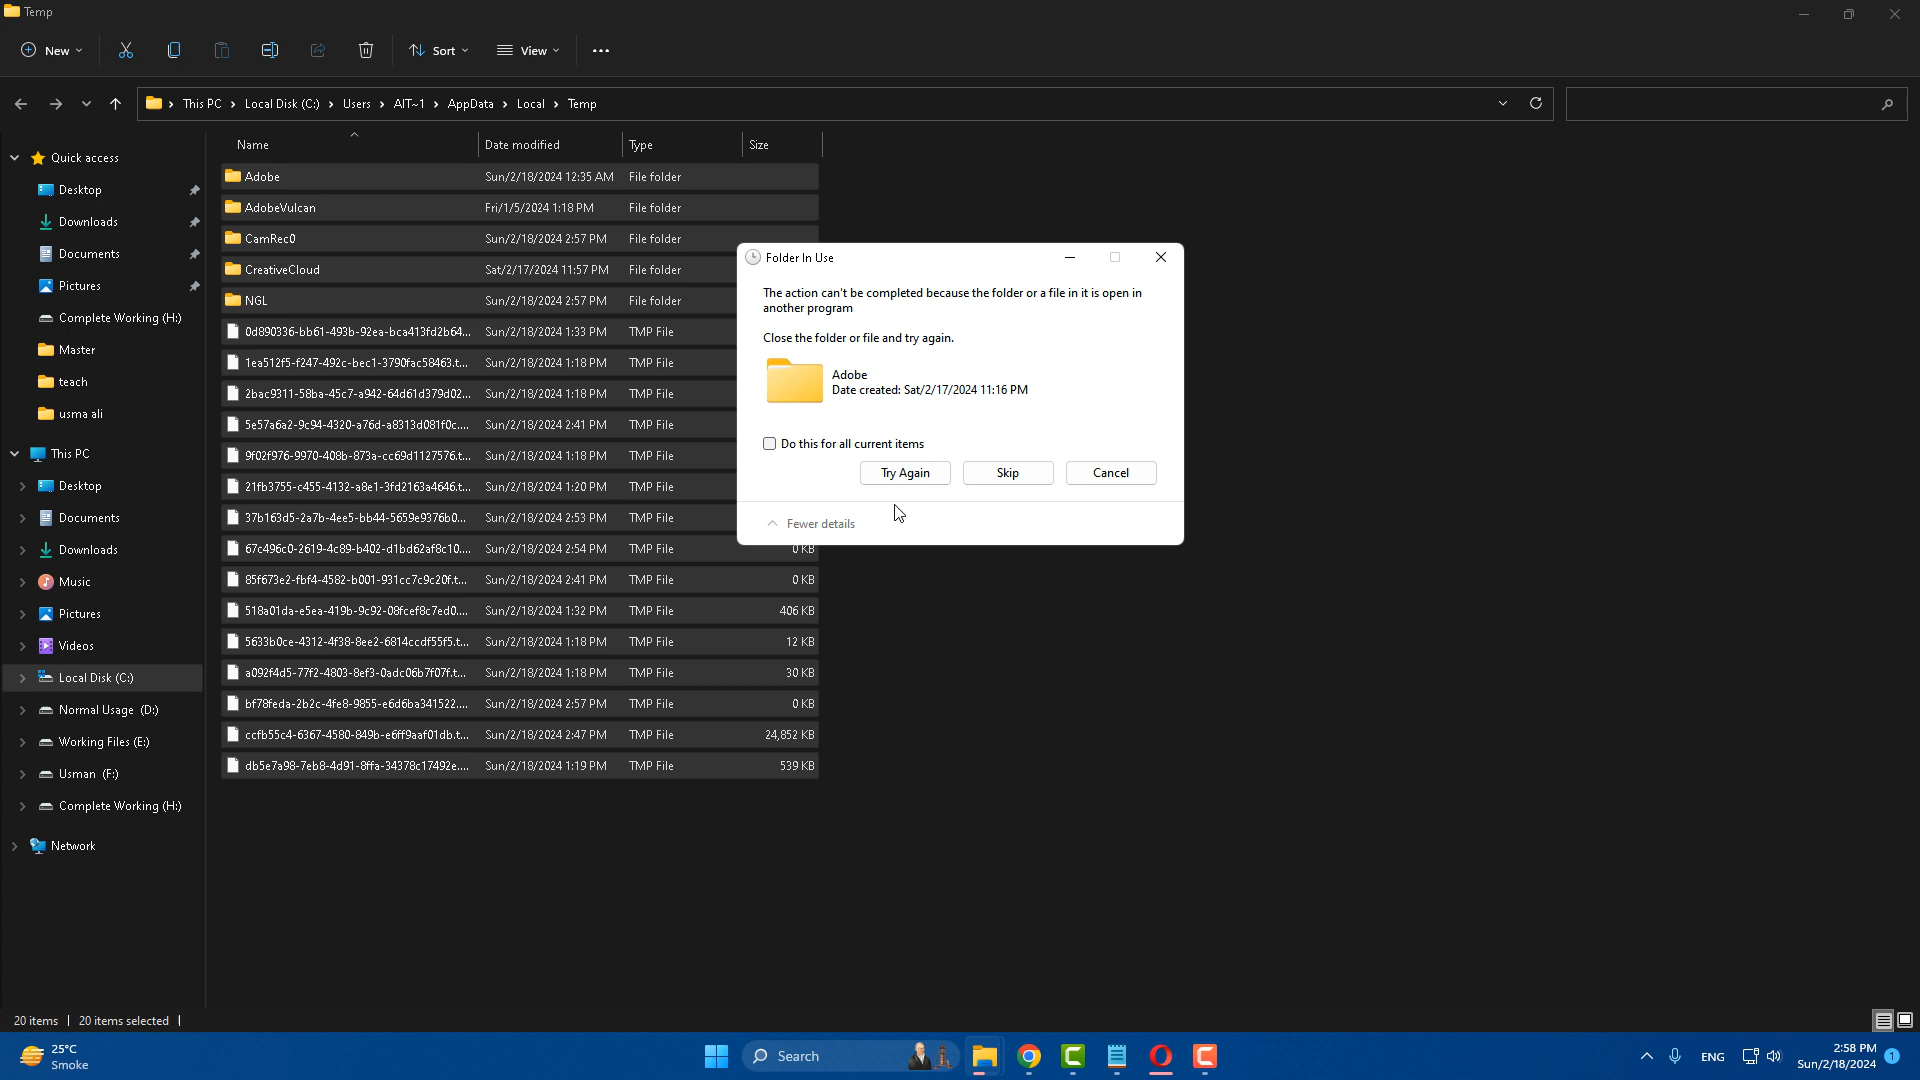 Temp
New
Sort
View
This PC
Local Disk (C:)
Users
AIT~1
AppData
Local
Temp
Name
Date modified
Type
Size
Quick access
Desktop
Downloads
Documents
Pictures
Complete Working (H:)
Master
teach
usma ali
This PC
Desktop
Documents
Downloads
Music
Pictures
Videos
Local Disk (C:)
Normal Usage (D:)
Working Files (E:)
Usman (F:)
Complete Working (H:)
Network
Adobe Sun/2/18/2024 12:35 AM File folder
AdobeVulcan Fri/1/5/2024 1:18 PM File folder
CamRec0 Sun/2/18/2024 2:57 PM File folder
CreativeCloud Sat/2/17/2024 11:57 PM File folder
NGL Sun/2/18/2024 2:57 PM File folder
0d890336-bb61-493b-92ea-bca413fd2b64... Sun/2/18/2024 1:33 PM TMP File
1ea512f5-f247-492c-bec1-3790fac58463.t... Sun/2/18/2024 1:18 PM TMP File
2bac9311-58ba-45c7-a942-64d61d379d02... Sun/2/18/2024 1:18 PM TMP File
5e57a6a2-9c94-4320-a76d-a8313d081f0c.... Sun/2/18/2024 2:41 PM TMP File
9f02f976-9970-408b-873a-cc69d1127576.t... Sun/2/18/2024 1:18 PM TMP File
21fb3755-c455-4132-a8e1-3fd2163a4646.t... Sun/2/18/2024 1:20 PM TMP File
37b163d5-2a7b-4ee5-bb44-5659e9376b0... Sun/2/18/2024 2:53 PM TMP File
67c496c0-2619-4c89-b402-d1bd62af8c10.... Sun/2/18/2024 2:54 PM TMP File 0 KB
85f673e2-fbf4-4582-b001-931cc7c9c20f.t... Sun/2/18/2024 2:41 PM TMP File 0 KB
518a01da-e5ea-419b-9c92-08fcef8c7ed0.... Sun/2/18/2024 1:32 PM TMP File 406 KB
5633b0ce-4312-4f38-8ee2-6814ccdf55f5.t... Sun/2/18/2024 1:18 PM TMP File 12 KB
a092f4d5-77f2-4803-8ef3-0adc06b7f07f.t... Sun/2/18/2024 1:18 PM TMP File 30 KB
bf78feda-2b2c-4fe8-9855-e6d6ba341522.... Sun/2/18/2024 2:57 PM TMP File 0 KB
ccfb55c4-6367-4580-849b-e6ff9aaf01db.t... Sun/2/18/2024 2:47 PM TMP File 24,852 KB
db5e7a98-7eb8-4d91-8ffa-34378c17492e.... Sun/2/18/2024 1:19 PM TMP File 539 KB
Folder In Use
The action can't be completed because the folder or a file in it is open in
another program
Close the folder or file and try again.
Adobe
Date created: Sat/2/17/2024 11:16 PM
Do this for all current items
Try Again
Skip
Cancel
Fewer details
20 items
20 items selected
25°C
Smoke
Search
ENG
2:58 PM
Sun/2/18/2024
1